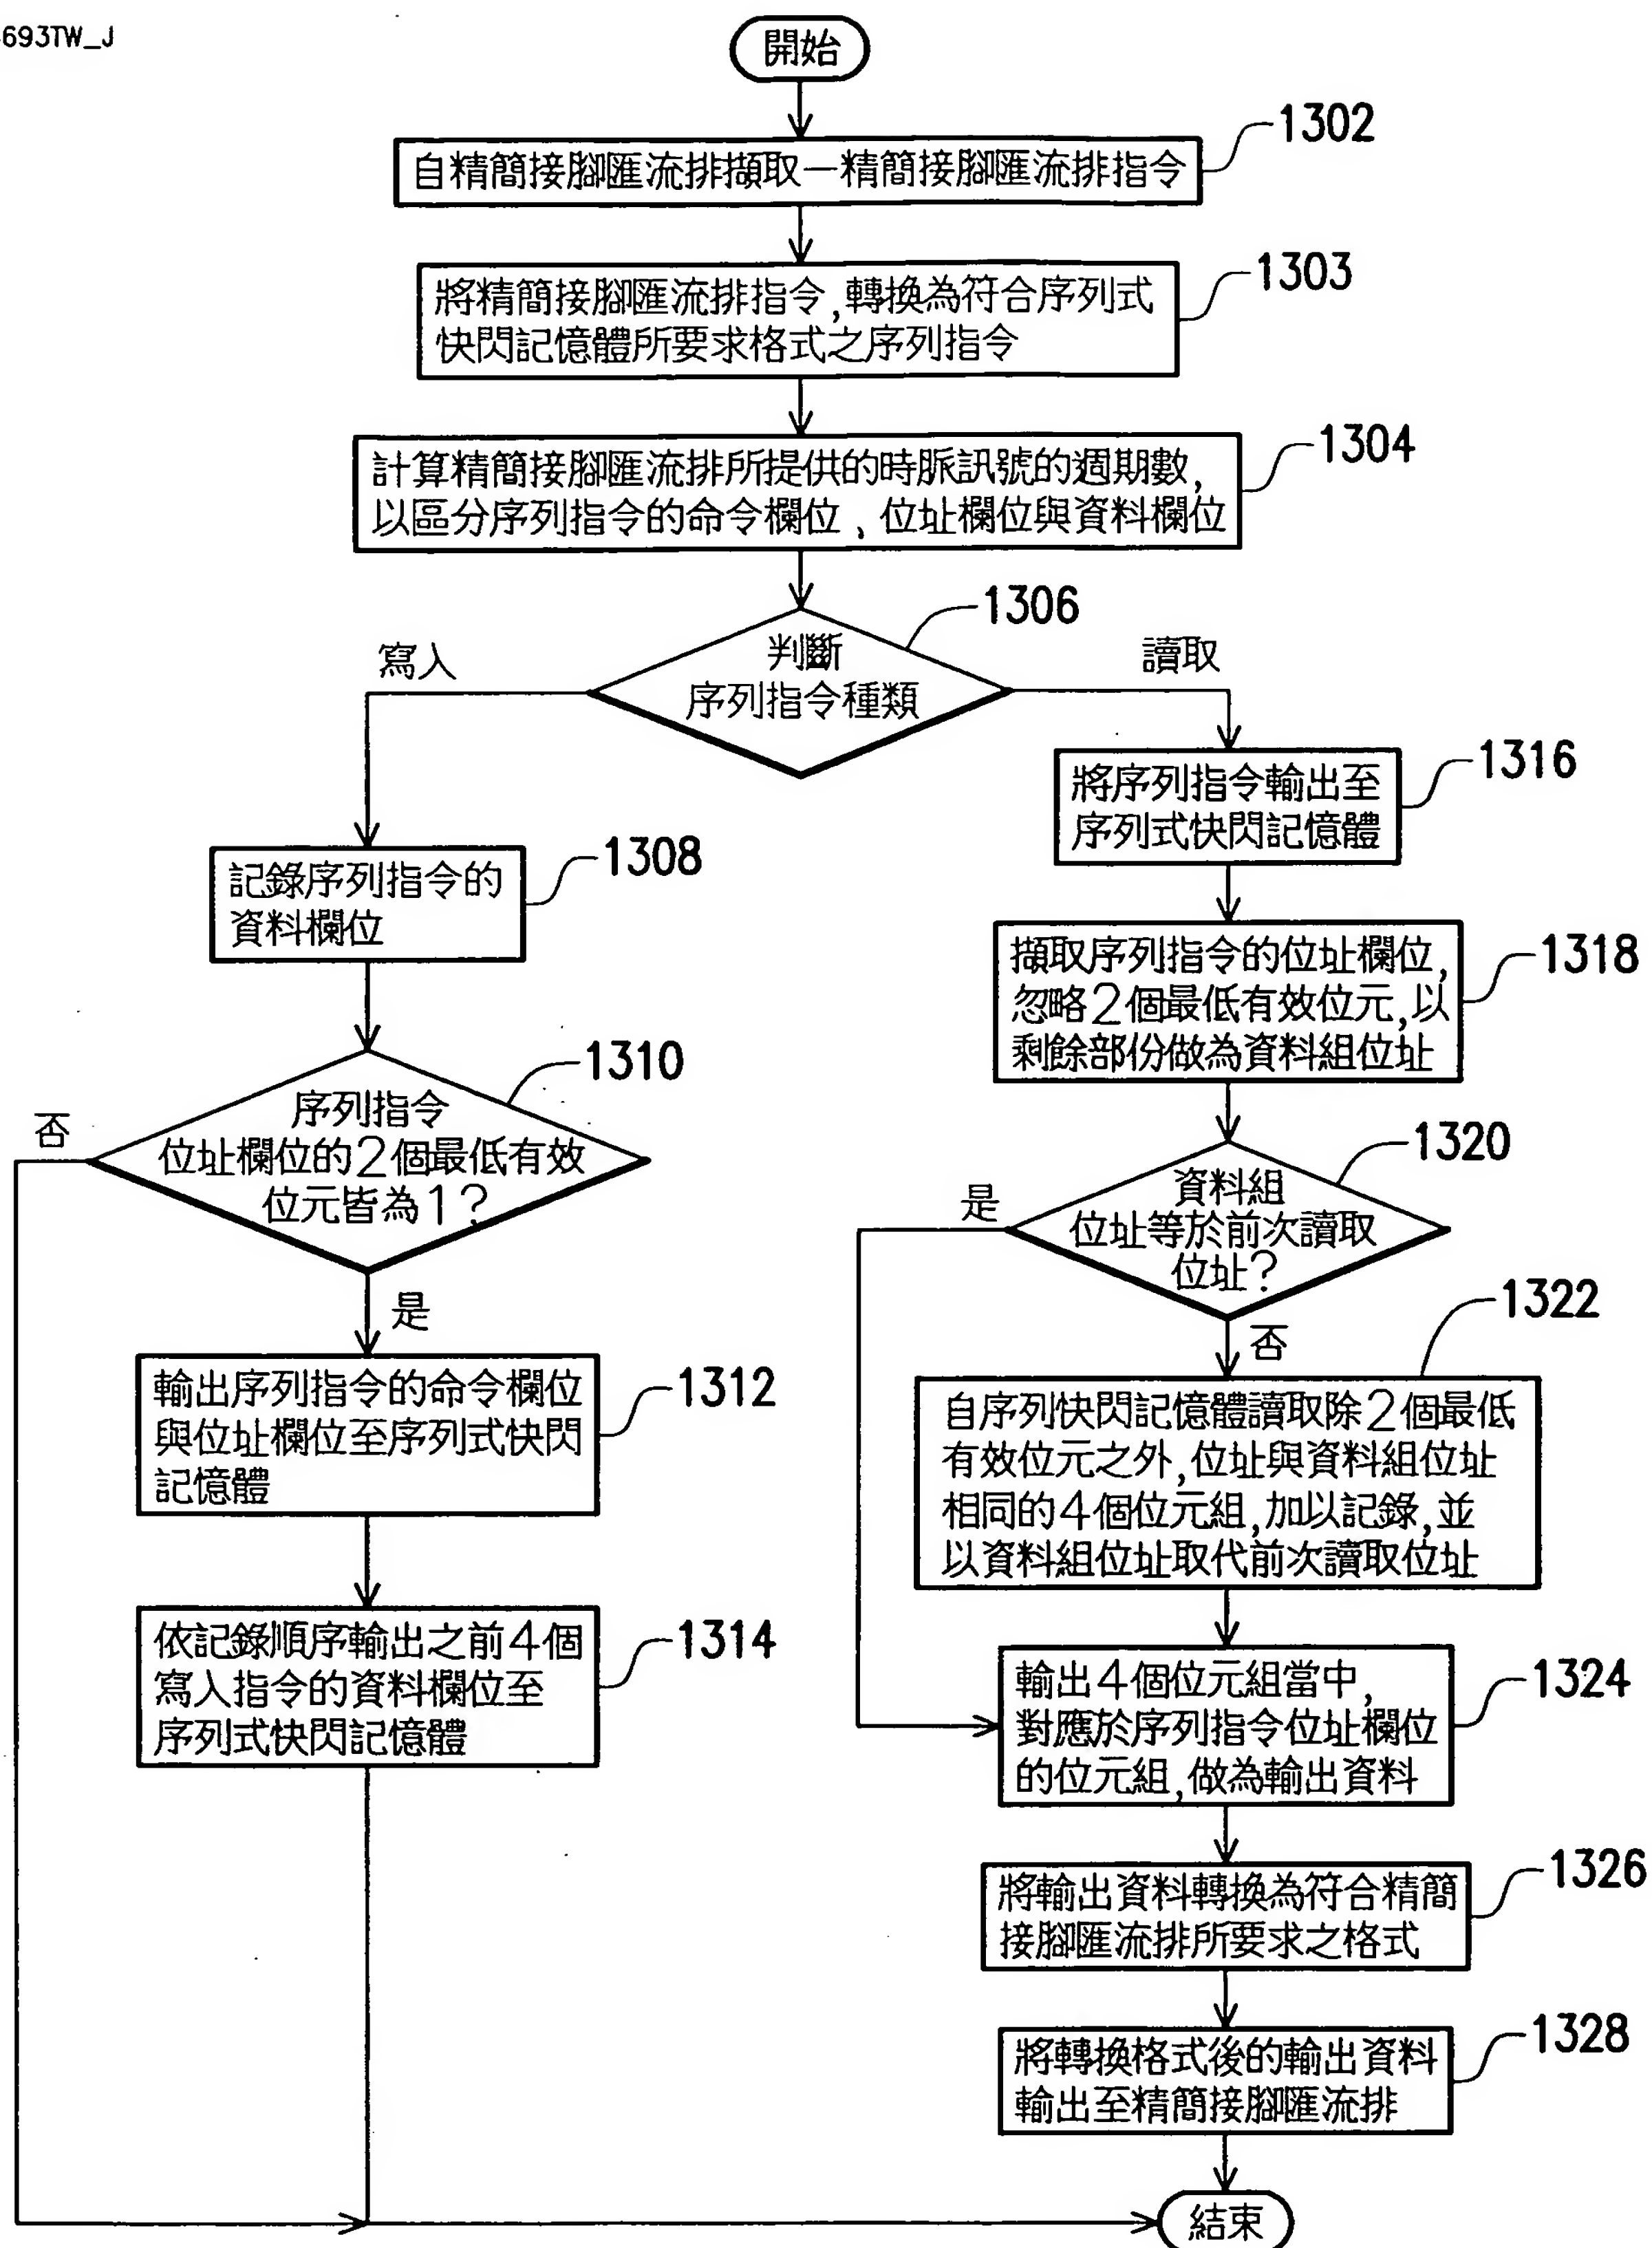 693TW_J
開始
1302
自精簡接腳匯流排擷取一精簡接腳匯流排指令
1303
將精簡接腳匯流排指令,轉換為符合序列式
快閃記憶體所要求格式之序列指令
1304
計算精簡接腳匯流排所提供的時脈訊號的週期數,
以區分序列指令的命令欄位、位址欄位與資料欄位
1306
判斷
序列指令種類
寫入
讀取
1308
記錄序列指令的
資料欄位
1310
序列指令
位址欄位的2個最低有效
位元皆為1?
否
是
1312
輸出序列指令的命令欄位
與位址欄位至序列式快閃
記憶體
1314
依記錄順序輸出之前4個
寫入指令的資料欄位至
序列式快閃記憶體
1316
將序列指令輸出至
序列式快閃記憶體
1318
擷取序列指令的位址欄位,
忽略2個最低有效位元,以
剩餘部份做為資料組位址
1320
資料組
位址等於前次讀取
位址?
是
否
1322
自序列快閃記憶體讀取除2個最低
有效位元之外,位址與資料組位址
相同的4個位元組,加以記錄,並
以資料組位址取代前次讀取位址
1324
輸出4個位元組當中,
對應於序列指令位址欄位
的位元組,做為輸出資料
1326
將輸出資料轉換為符合精簡
接腳匯流排所要求之格式
1328
將轉換格式後的輸出資料
輸出至精簡接腳匯流排
結束